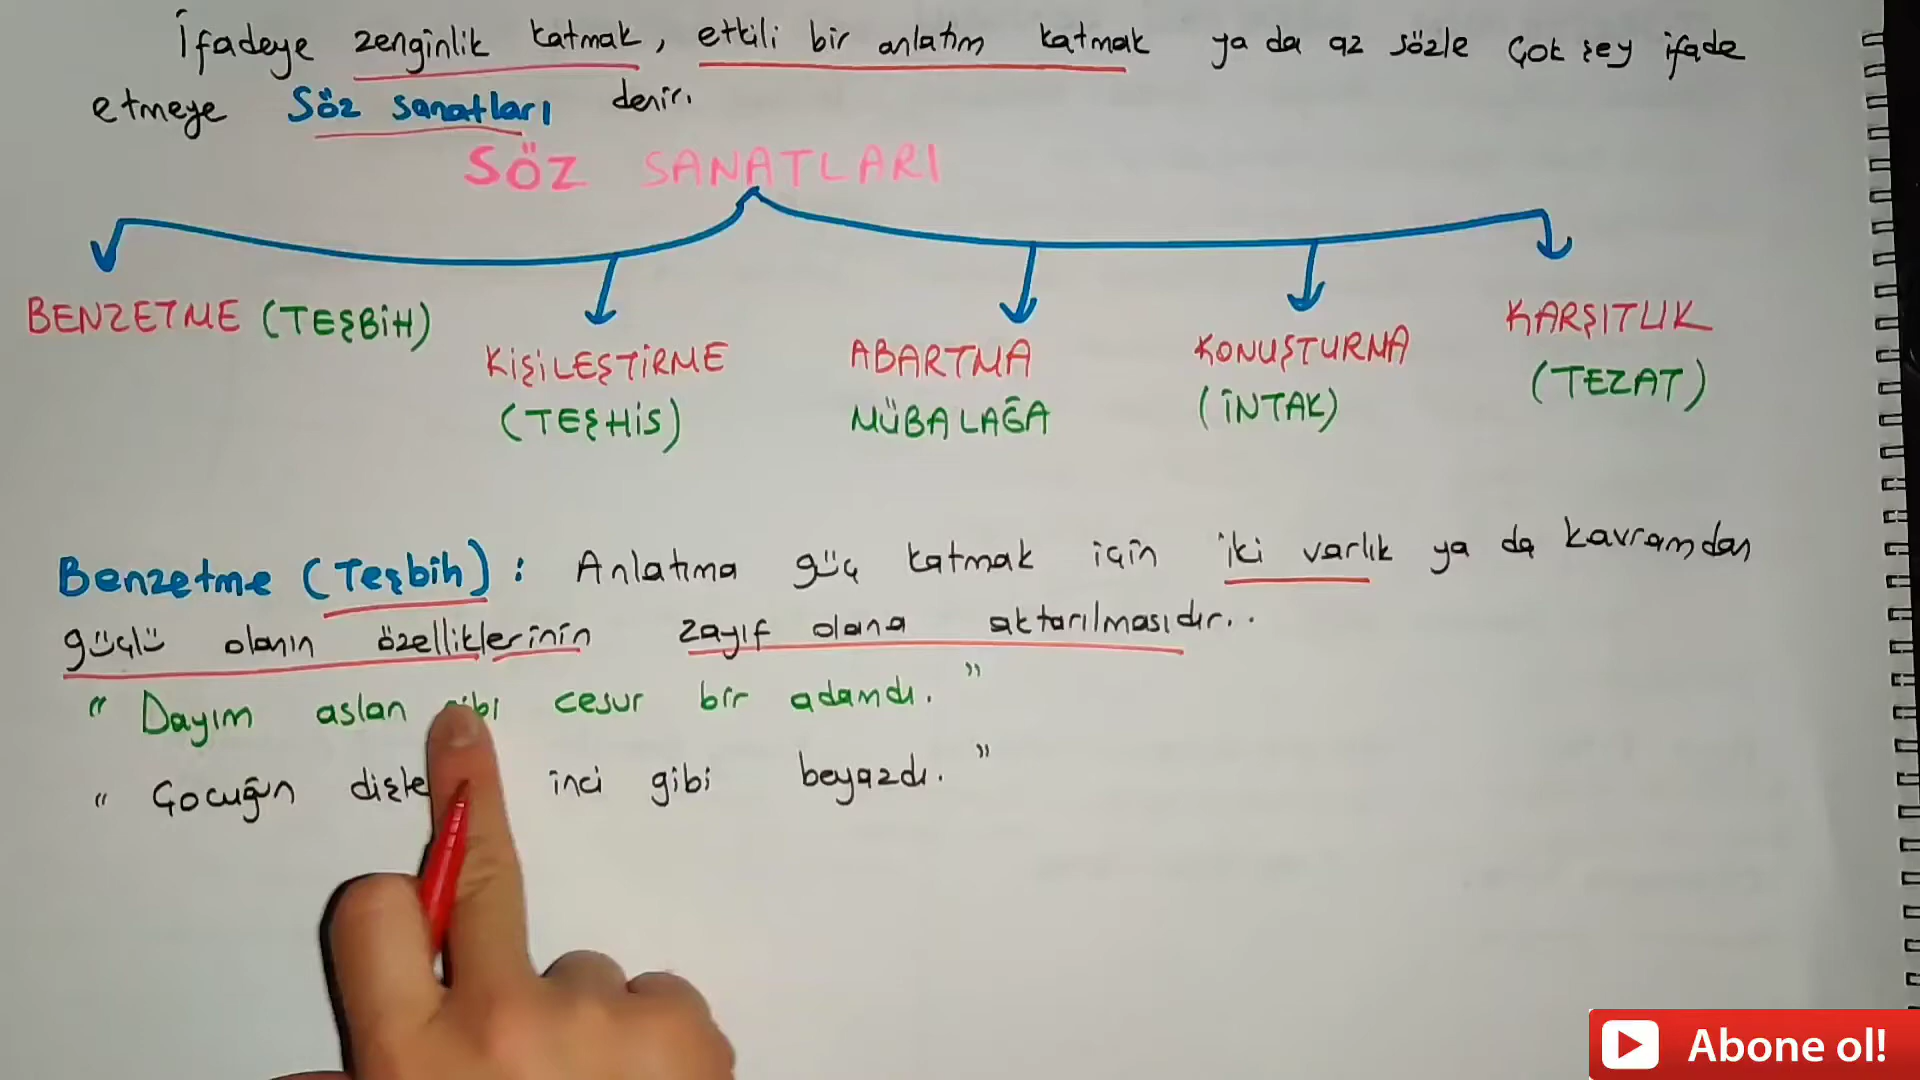 İfadeye zenginlik katmak, etkili bir anlatım katmak ya da az sözle çok şey ifade
etmeye Söz sanatları denir.
SÖZ SANATLARI
BENZETME (TEŞBİH)
KİŞİLEŞTİRME
(TEŞHİS)
ABARTMA
MÜBALAĞA
KONUŞTURMA
(İNTAK)
KARŞITLIK
(TEZAT)
Benzetme (Teşbih) : Anlatıma güç katmak için iki varlık ya da kavramdan
güçlü olanın özelliklerinin zayıf olana aktarılmasıdır..
" Dayım aslan gibi cesur bir adamdı. "
" Çocuğun inci gibi beyazdı. "
Abone ol!